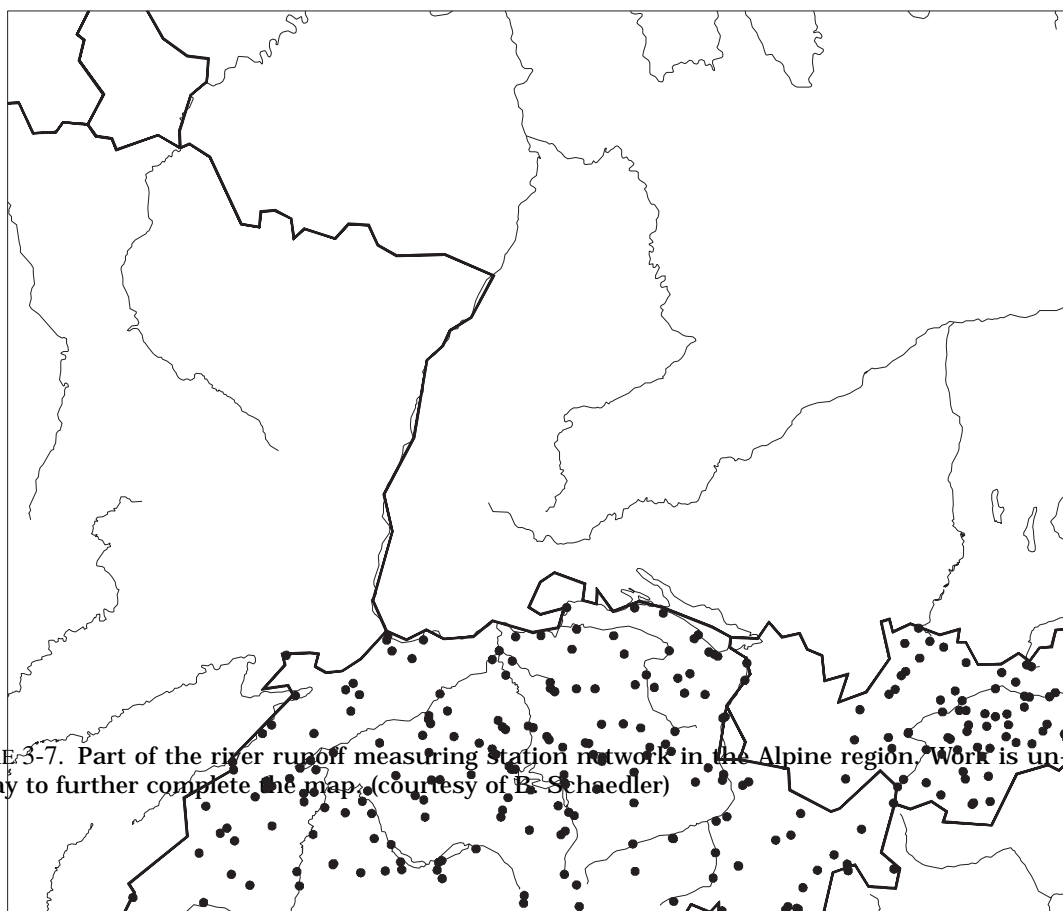 E 3-7. Part of the river runoff measuring station network in the Alpine region. Work is un-
ay to further complete the map. (courtesy of B. Schaedler)